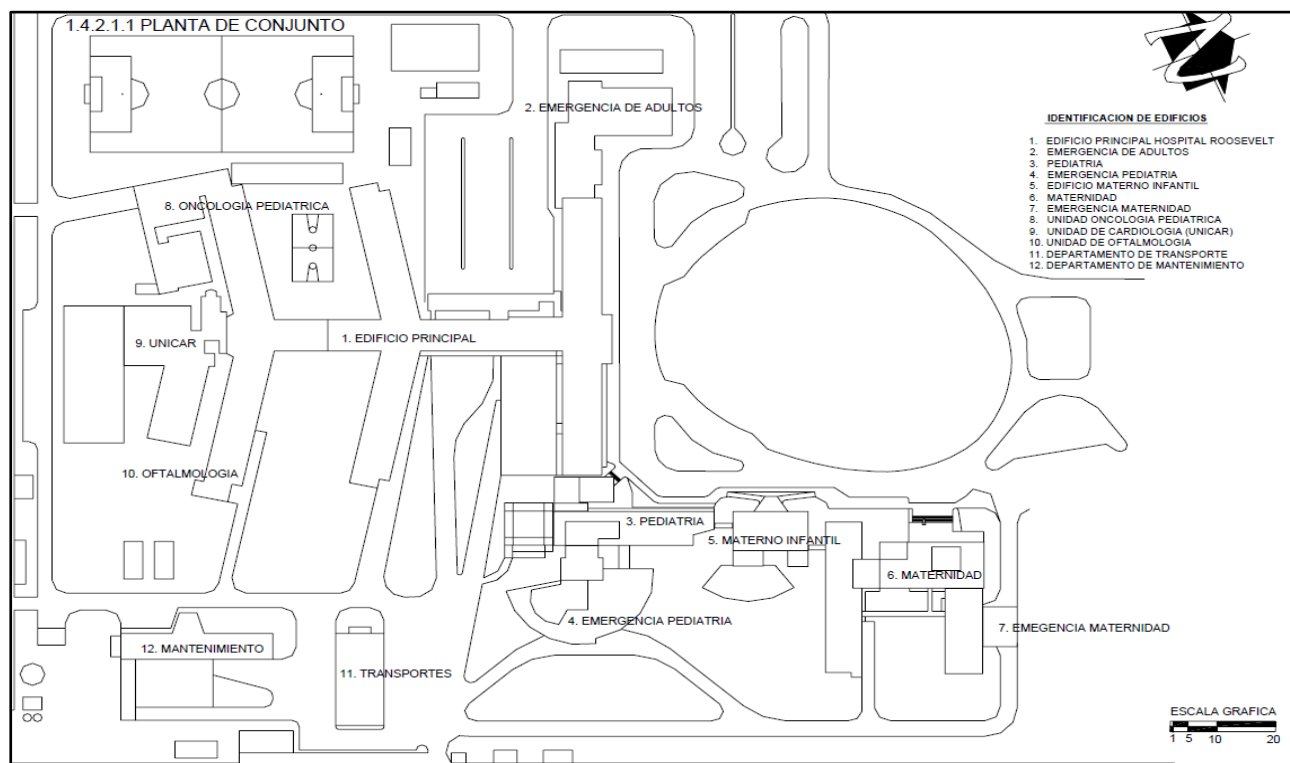 1.4.2.1.1 PLANTA DE CONJUNTO
2. EMERGENCIA DE ADULTOS
IDENTIFICACION DE EDIFICIOS
1. EDIFICIO PRINCIPAL HOSPITAL ROOSEVELT
2 EMERGENCIA DE ADULTOS
3. PEDIATRIA
4. EMERGENCIA PEDIATRIA
5 EDIFICIO MATERNO INFANTIL
6. MATERNIDAD
7. EMERGENCIA MATERNIDAD
8 UNIDAD ONCOLOGIA PEDIATRICA
9. UNIDAD DE CARDIOLOGIA (UNICAR)
10. UNIDAD DE OFTALMOLOGIA
11. DEPARTAMENTO DE TRANSPORTE
12. DEPARTAMENTO DE MANTENIMIENTO
8. ONCOLOGIA PEDIATRICA
9. UNICAR
1. EDIFICIO PRINCIPAL
10. OFTALMOLOGIA
3. PEDIATRIA
5. MATERNO INFANTIL
6. MATERNIDAD
4. EMERGENCIA PEDIATRIA
7. EMEGENCIA MATERNIDAD
12. MANTENIMIENTO
11. TRANSPORTES
ESCALA GRAFICA
1 5 10 20